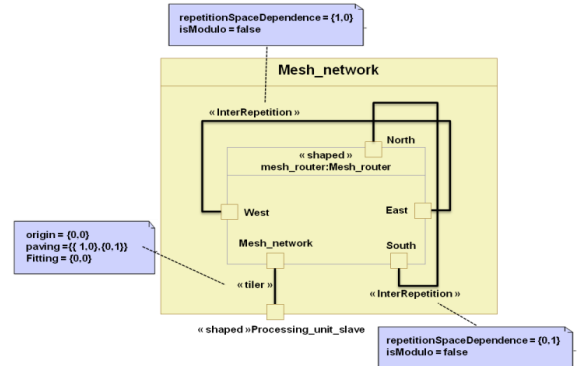 repetitionSpaceDependence = {1,0}
isModulo = false
Mesh_network
« InterRepetition »
North
« shaped »
mesh_router:Mesh_router
West
East
origin = {0,0}
paving ={{ 1,0},{0,1}}
Fitting = {0,0}
Mesh_network
South
« tiler »
« InterRepetition »
« shaped »Processing_unit_slave
repetitionSpaceDependence = {0,1}
isModulo = false